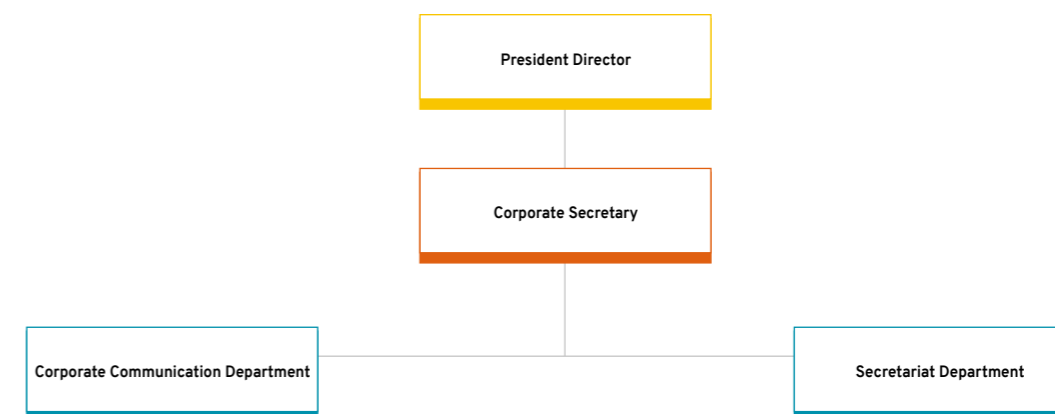 President Director
Corporate Secretary
Corporate Communication Department
Secretariat Department